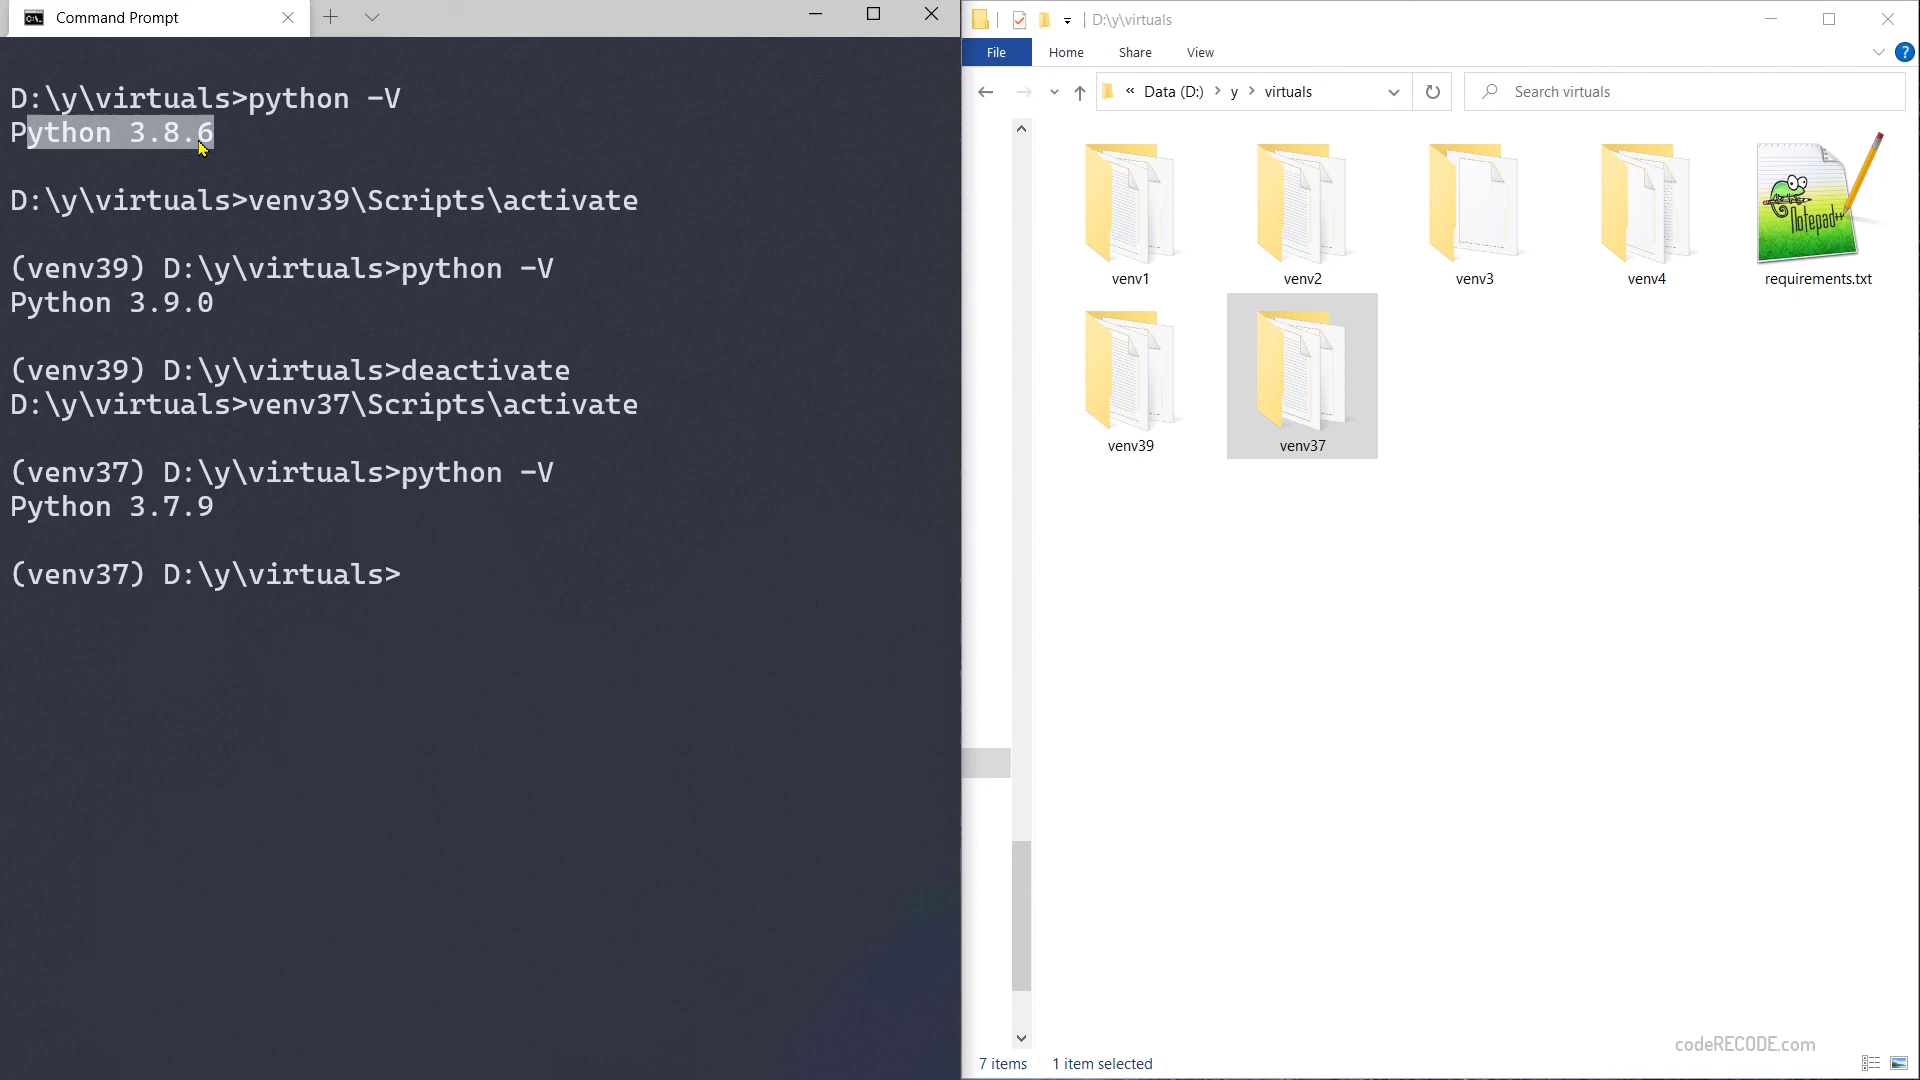 Command Prompt
D:\y\virtuals>python -V
Python 3.8.6
D:\y\virtuals>venv39\Scripts\activate
(venv39) D:\y\virtuals>python -V
Python 3.9.0
(venv39) D:\y\virtuals>deactivate
D:\y\virtuals>venv37\Scripts\activate
(venv37) D:\y\virtuals>python -V
Python 3.7.9
(venv37) D:\y\virtuals>
D:\y\virtuals
File Home Share View
« Data (D:) > y > virtuals
Search virtuals
Notepad++
venv1 venv2 venv3 venv4 requirements.txt
venv39 venv37
codeRECODE.com
7 items 1 item selected